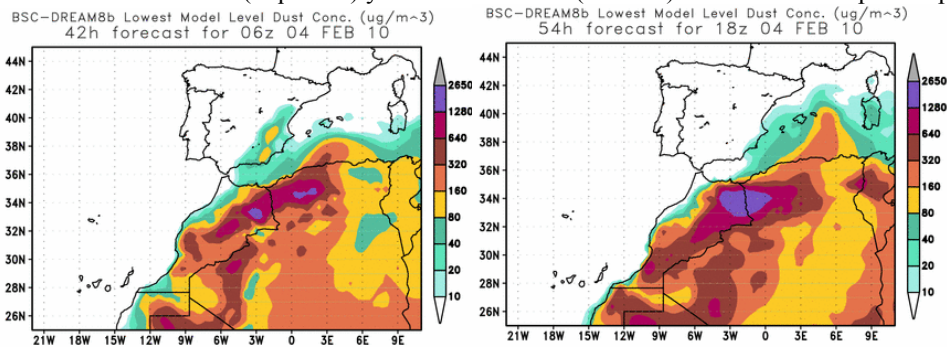 BSC-DREAM8b Lowest Model Level Dust Conc. (ug/m^3)
42h forecast for 06z 04 FEB 10
44N
42N
40N
38N
36N
34N
32N
30N
28N
26N
21W 18W 15W 12W 9W 6W 3W 0 3E 6E 9E
2650
1280
640
320
160
80
40
20
10
BSC-DREAM8b Lowest Model Level Dust Conc. (ug/m^3)
54h forecast for 18z 04 FEB 10
44N
42N
40N
38N
36N
34N
32N
30N
28N
26N
21W 18W 15W 12W 9W 6W 3W 0 3E 6E 9E
2650
1280
640
320
160
80
40
20
10